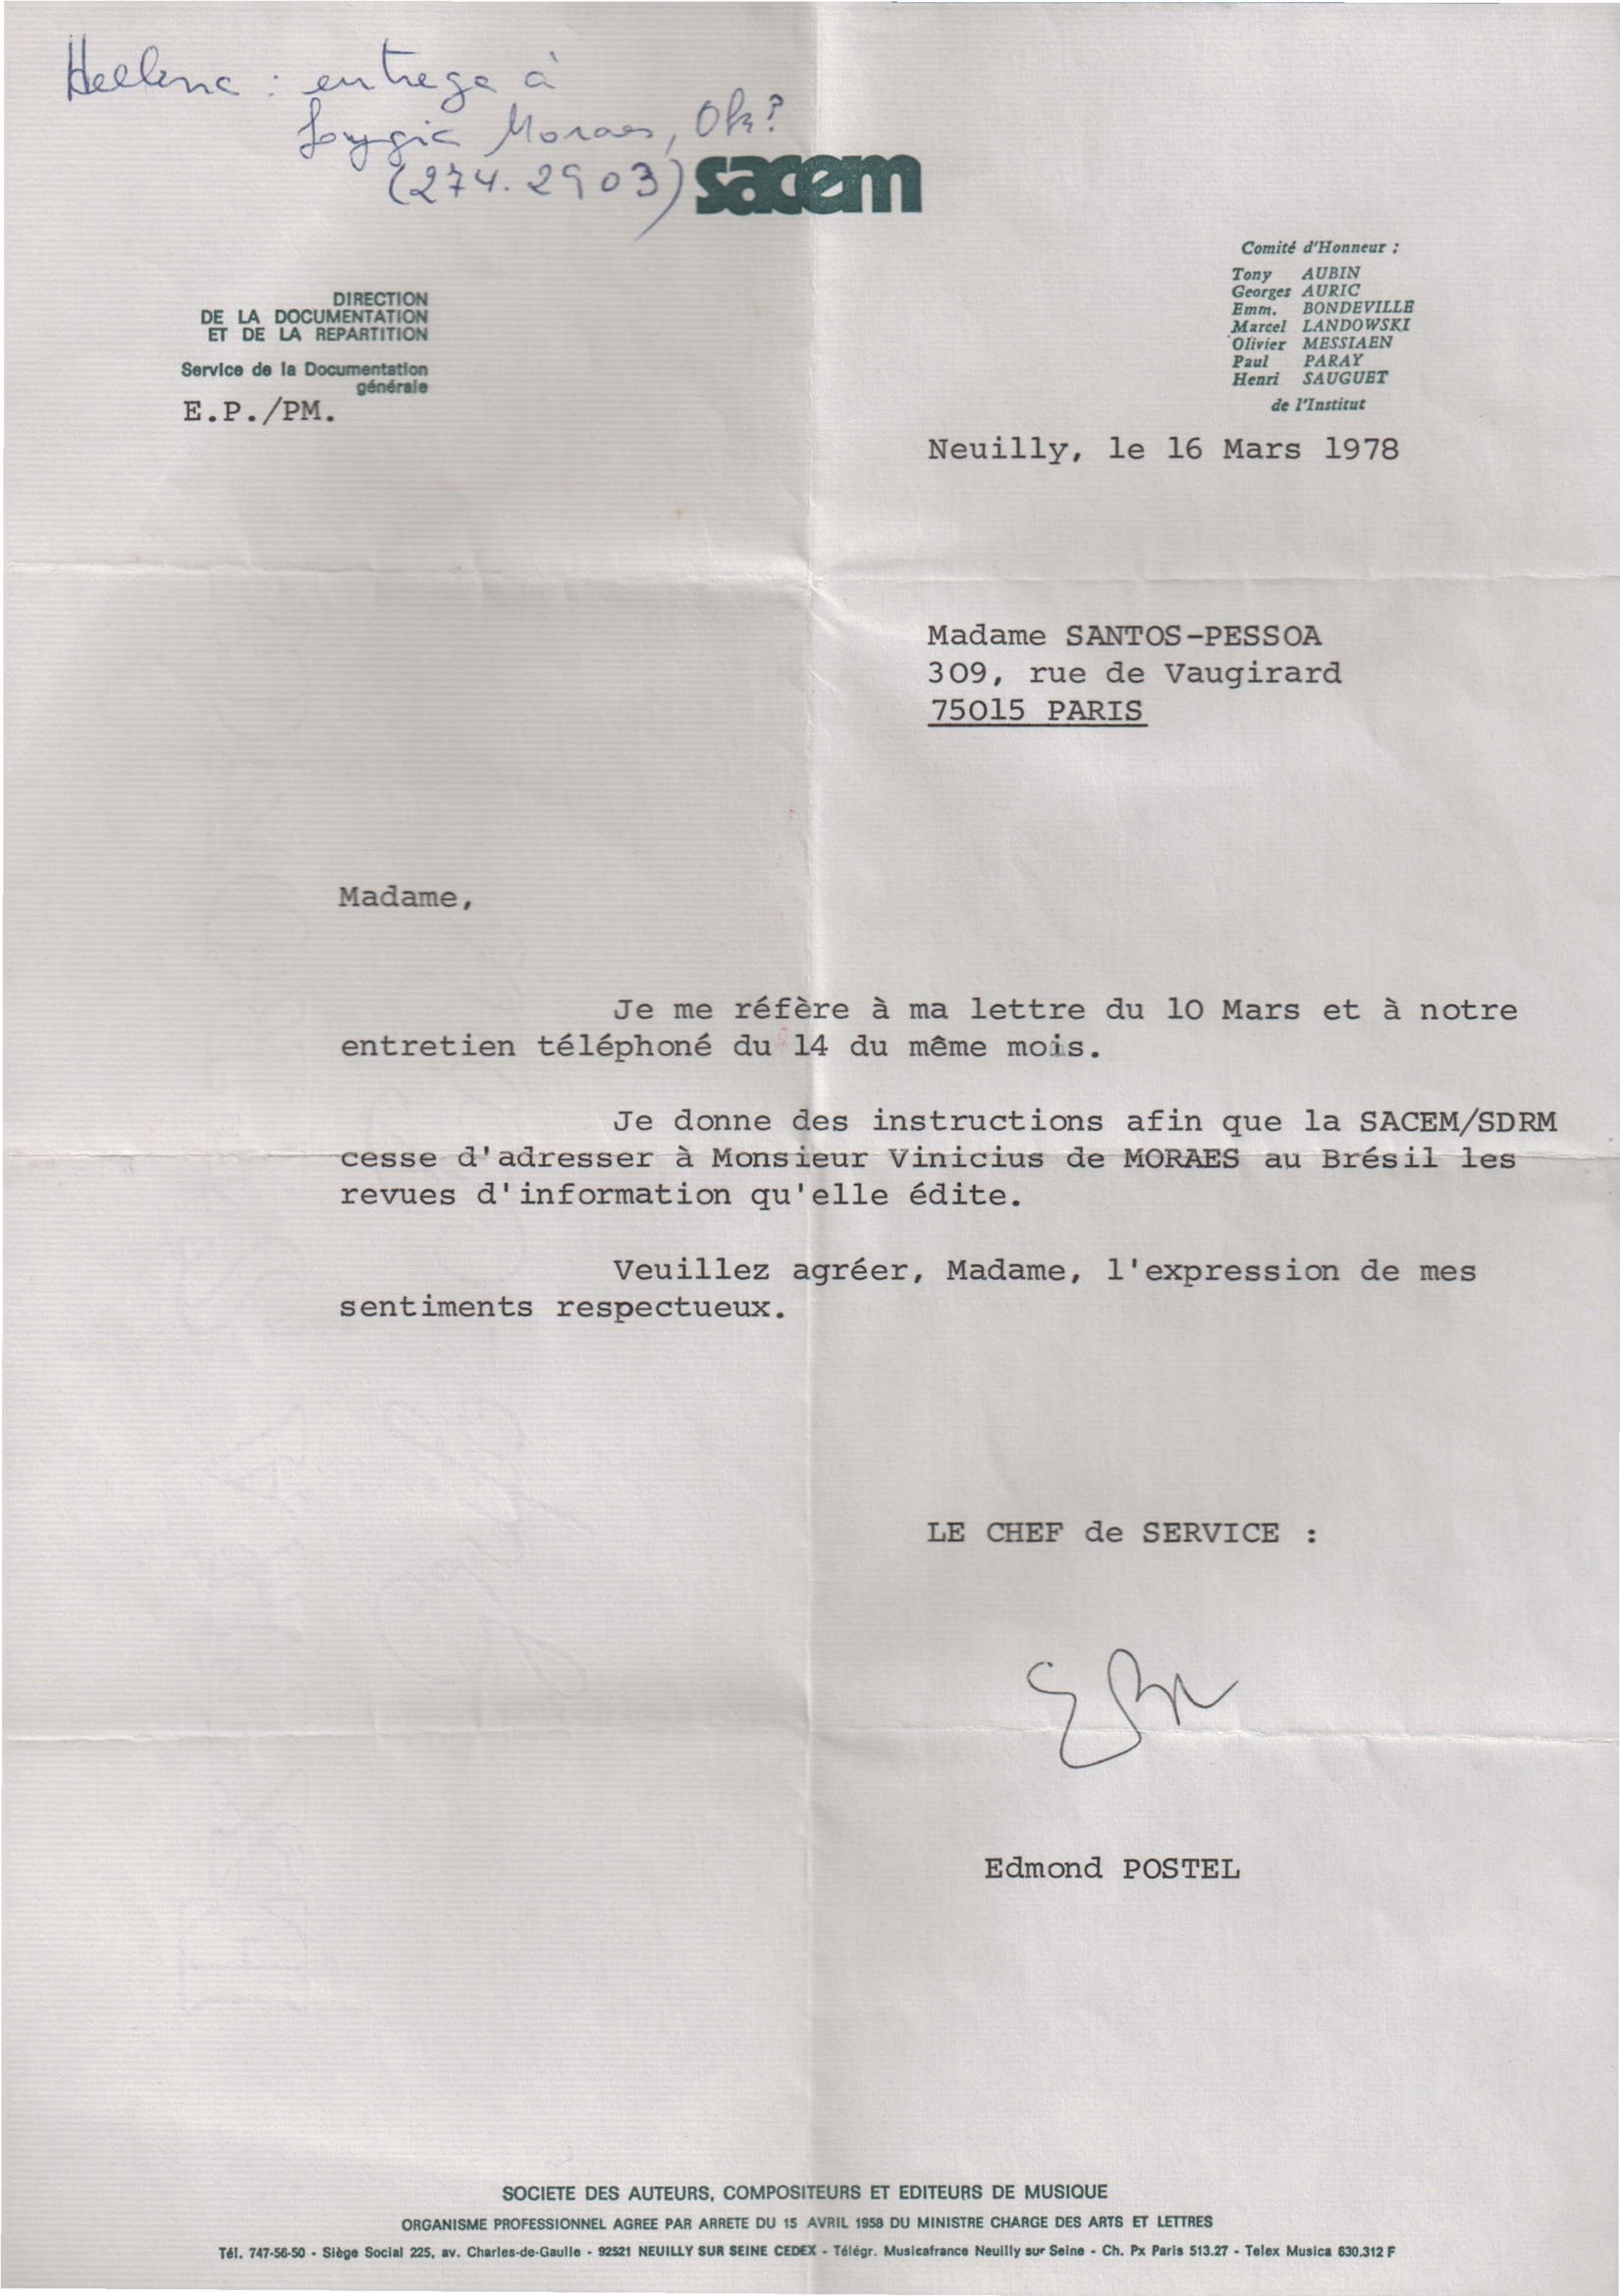 Hellena : entrega à
Lygia Moraes, Ok?
(274.2903)
sacem
Comité d'Honneur :
Tony AUBIN
Georges AURIC
Emm. BONDEVILLE
Marcel LANDOWSKI
Olivier MESSIAEN
Paul PARAY
Henri SAUGUET
de l'Institut
DIRECTION
DE LA DOCUMENTATION
ET DE LA REPARTITION
Service de la Documentation
générale
E.P./PM.
Neuilly, le 16 Mars 1978
Madame SANTOS-PESSOA
309, rue de Vaugirard
75015 PARIS
Madame,
Je me réfère à ma lettre du 10 Mars et à notre
entretien téléphoné du 14 du même mois.
Je donne des instructions afin que la SACEM/SDRM
cesse d'adresser à Monsieur Vinicius de MORAES au Brésil les
revues d'information qu'elle édite.
Veuillez agréer, Madame, l'expression de mes
sentiments respectueux.
LE CHEF de SERVICE :
Edmond POSTEL
SOCIETE DES AUTEURS, COMPOSITEURS ET EDITEURS DE MUSIQUE
ORGANISME PROFESSIONNEL AGREE PAR ARRETE DU 15 AVRIL 1958 DU MINISTRE CHARGE DES ARTS ET LETTRES
Tél. 747-56-50 - Siège Social 225, av. Charles-de-Gaulle - 92521 NEUILLY SUR SEINE CEDEX - Télégr. Musicafrance Neuilly sur Seine - Ch. Px Paris 513.27 - Telex Musica 630.312 F